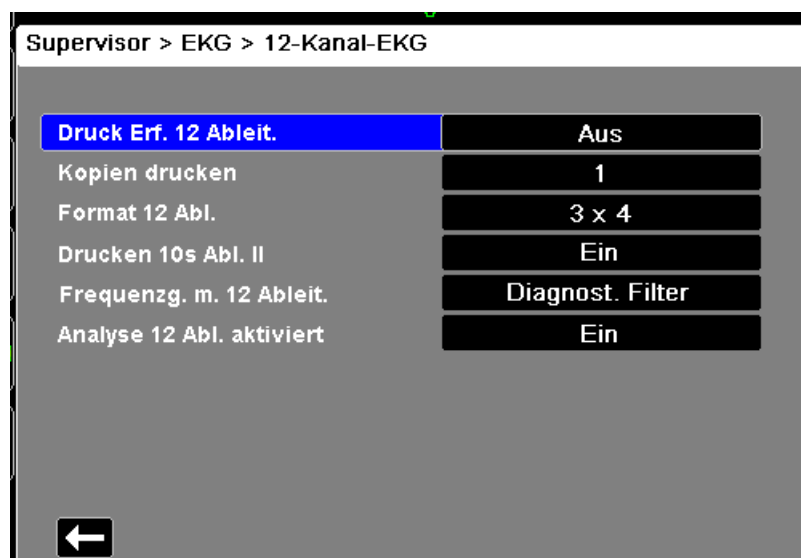 Supervisor > EKG > 12-Kanal-EKG
Druck Erf. 12 Ableit. Aus
Kopien drucken 1
Format 12 Abl. 3 x 4
Drucken 10s Abl. II Ein
Frequenzg. m. 12 Ableit. Diagnost. Filter
Analyse 12 Abl. aktiviert Ein